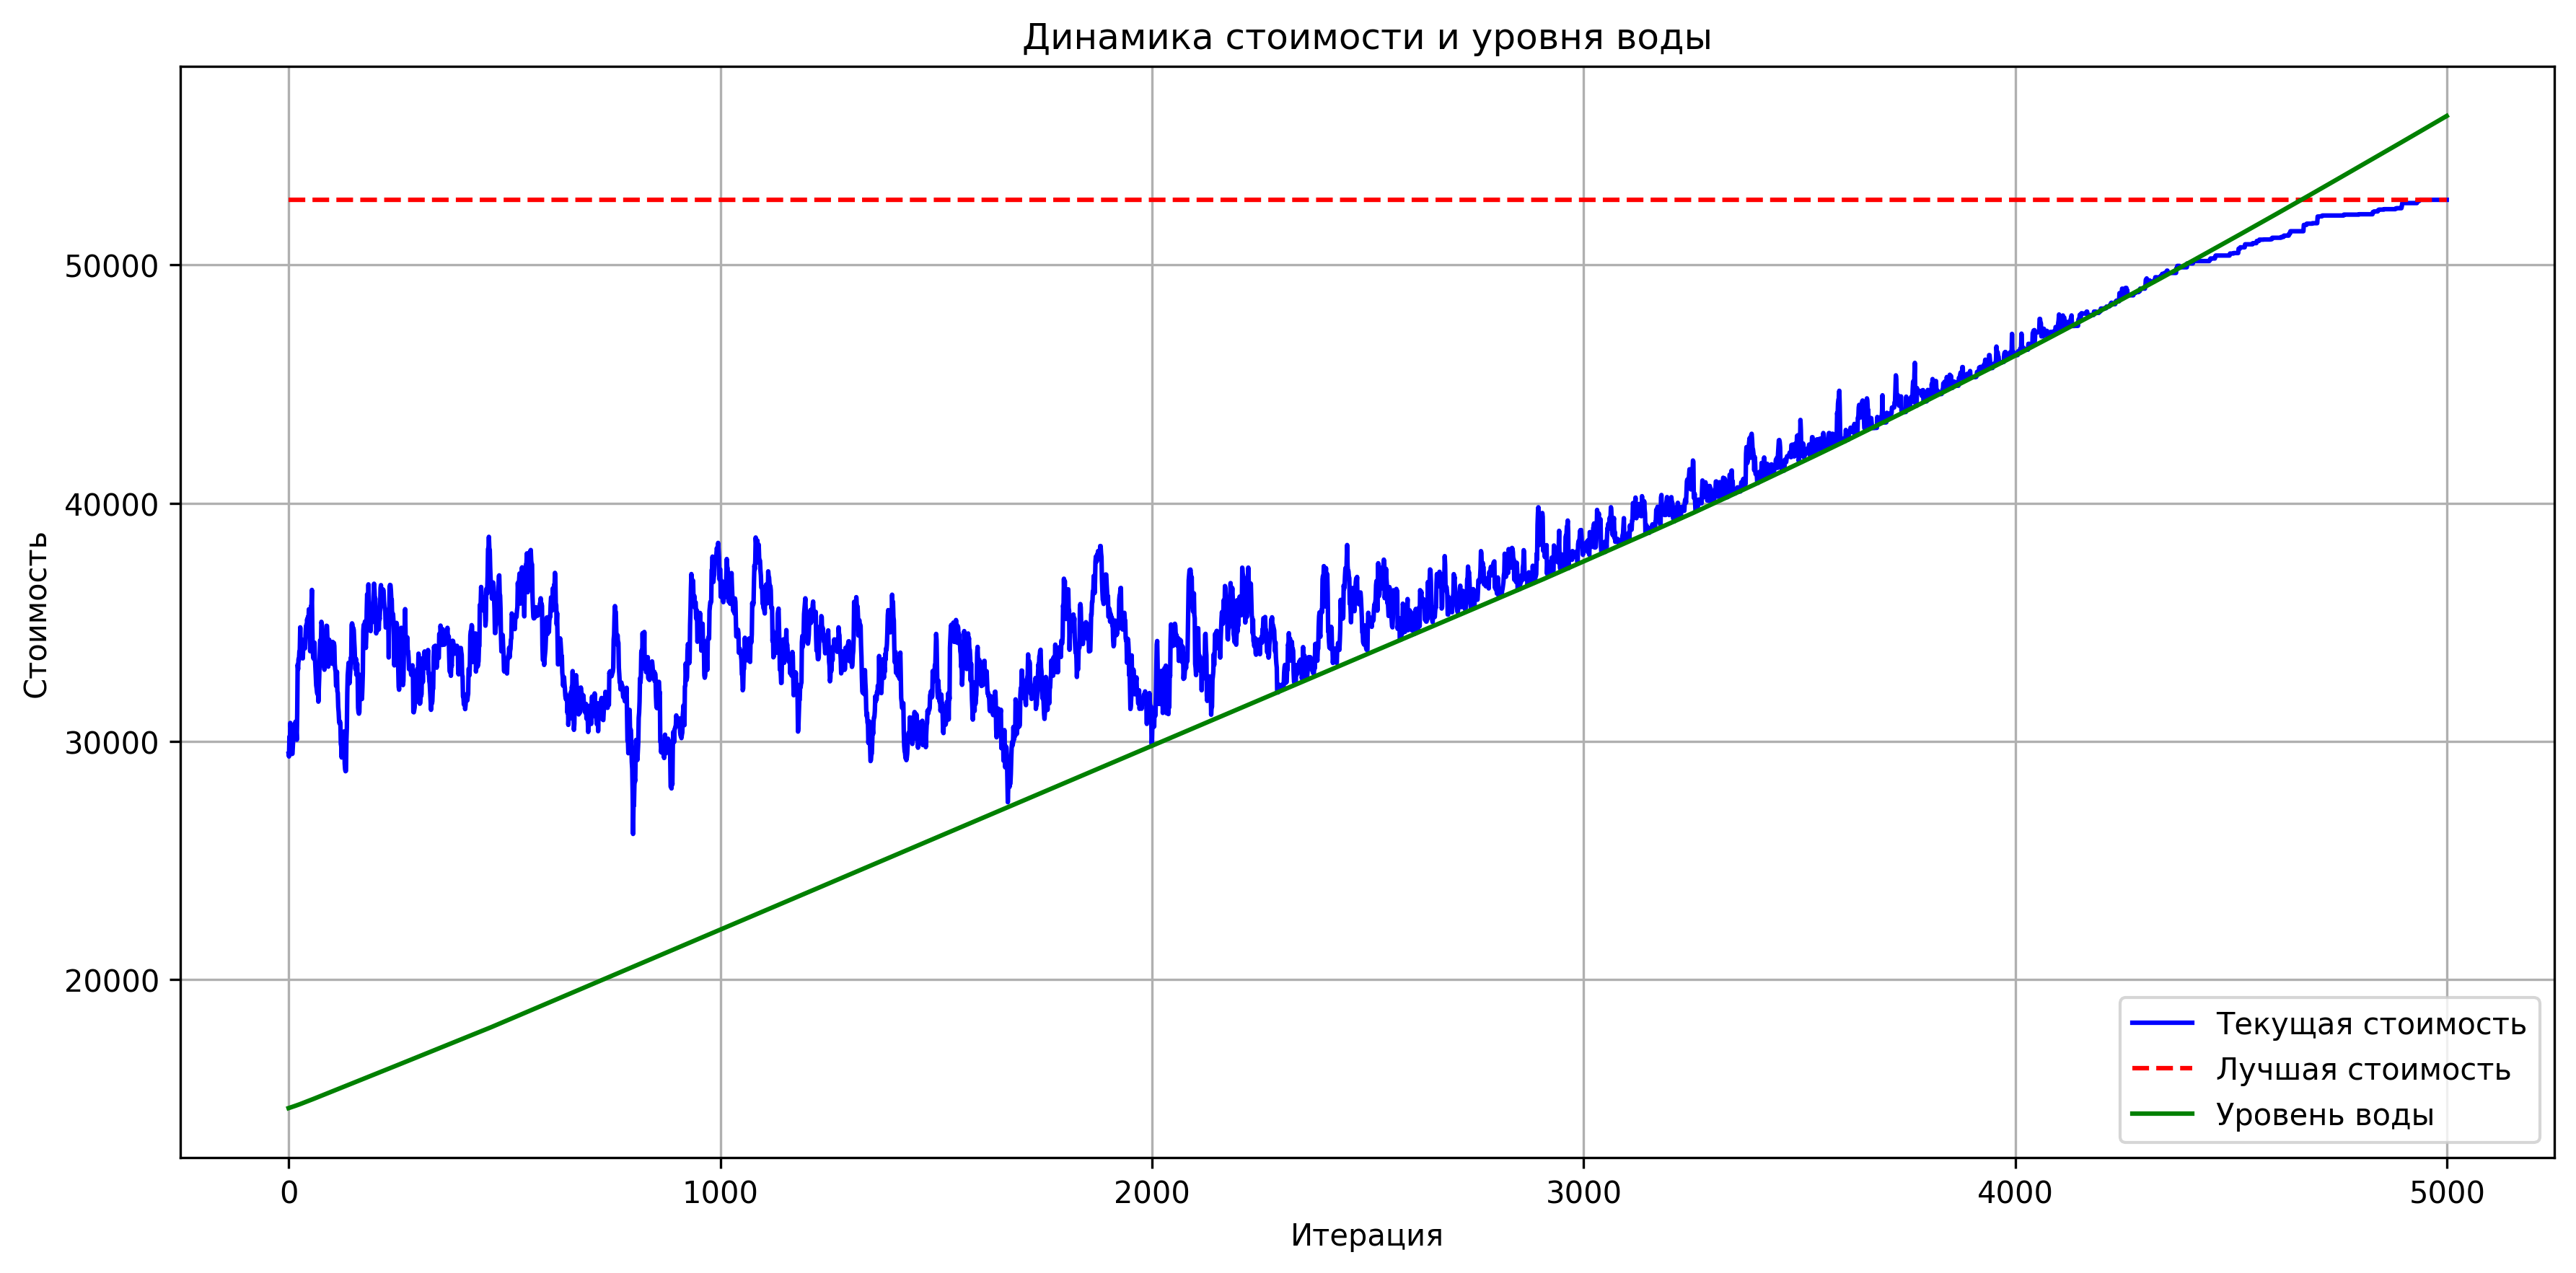 Динамика стоимости и уровня воды
Стоимость
50000
40000
30000
20000
0 1000 2000 3000 4000 5000
Итерация
Текущая стоимость
Лучшая стоимость
Уровень воды